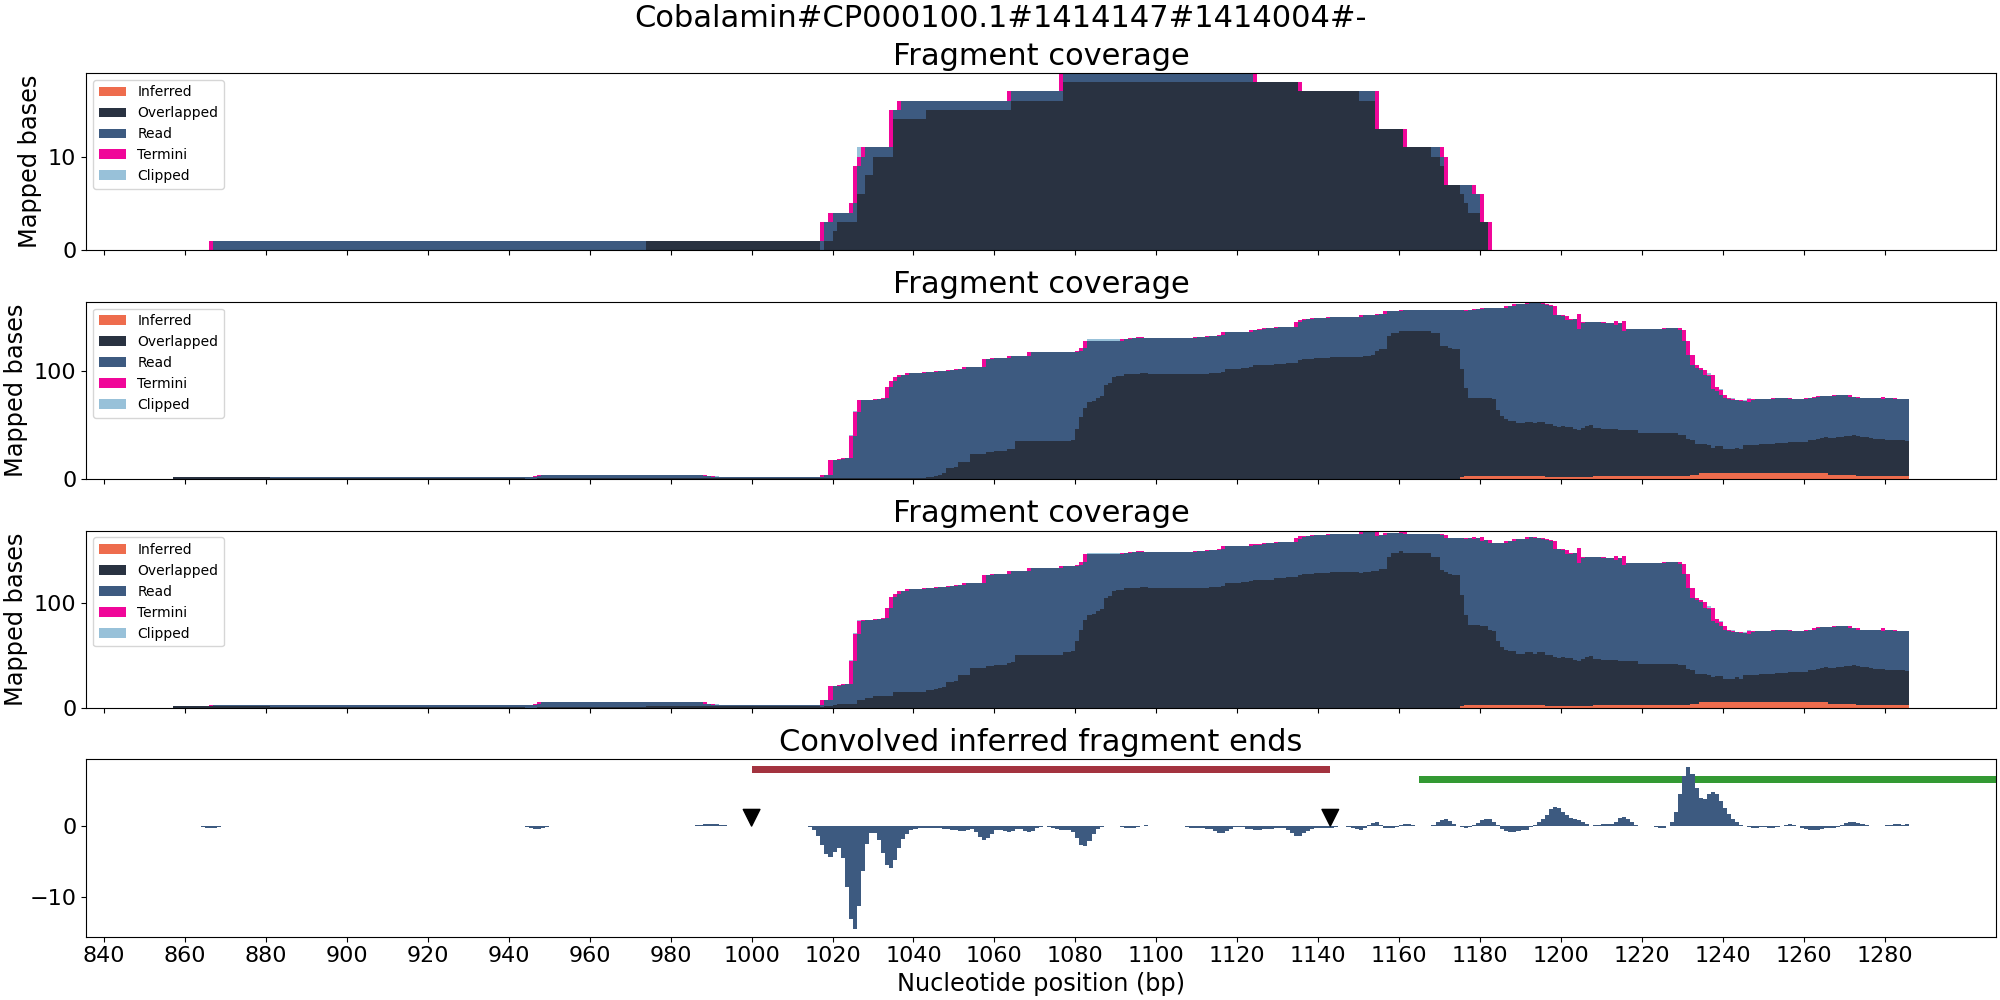 Cobalamin#CP000100.1#1414147#1414004#-
Fragment coverage
Mapped bases
10
0
Inferred
Overlapped
Read
Termini
Clipped
Fragment coverage
Mapped bases
100
0
Inferred
Overlapped
Read
Termini
Clipped
Fragment coverage
Mapped bases
100
0
Inferred
Overlapped
Read
Termini
Clipped
Convolved inferred fragment ends
0
−10
840 860 880 900 920 940 960 980 1000 1020 1040 1060 1080 1100 1120 1140 1160 1180 1200 1220 1240 1260 1280
Nucleotide position (bp)